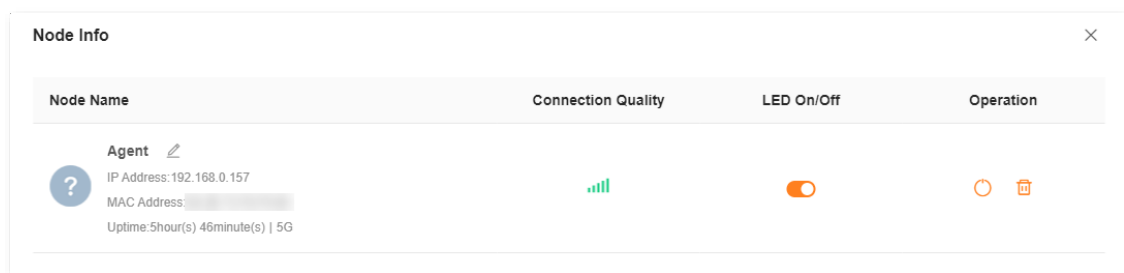 Node Info
Node Name Connection Quality LED On/Off Operation
Agent
?
IP Address:192.168.0.157
MAC Address:
Uptime:5hour(s) 46minute(s) | 5G